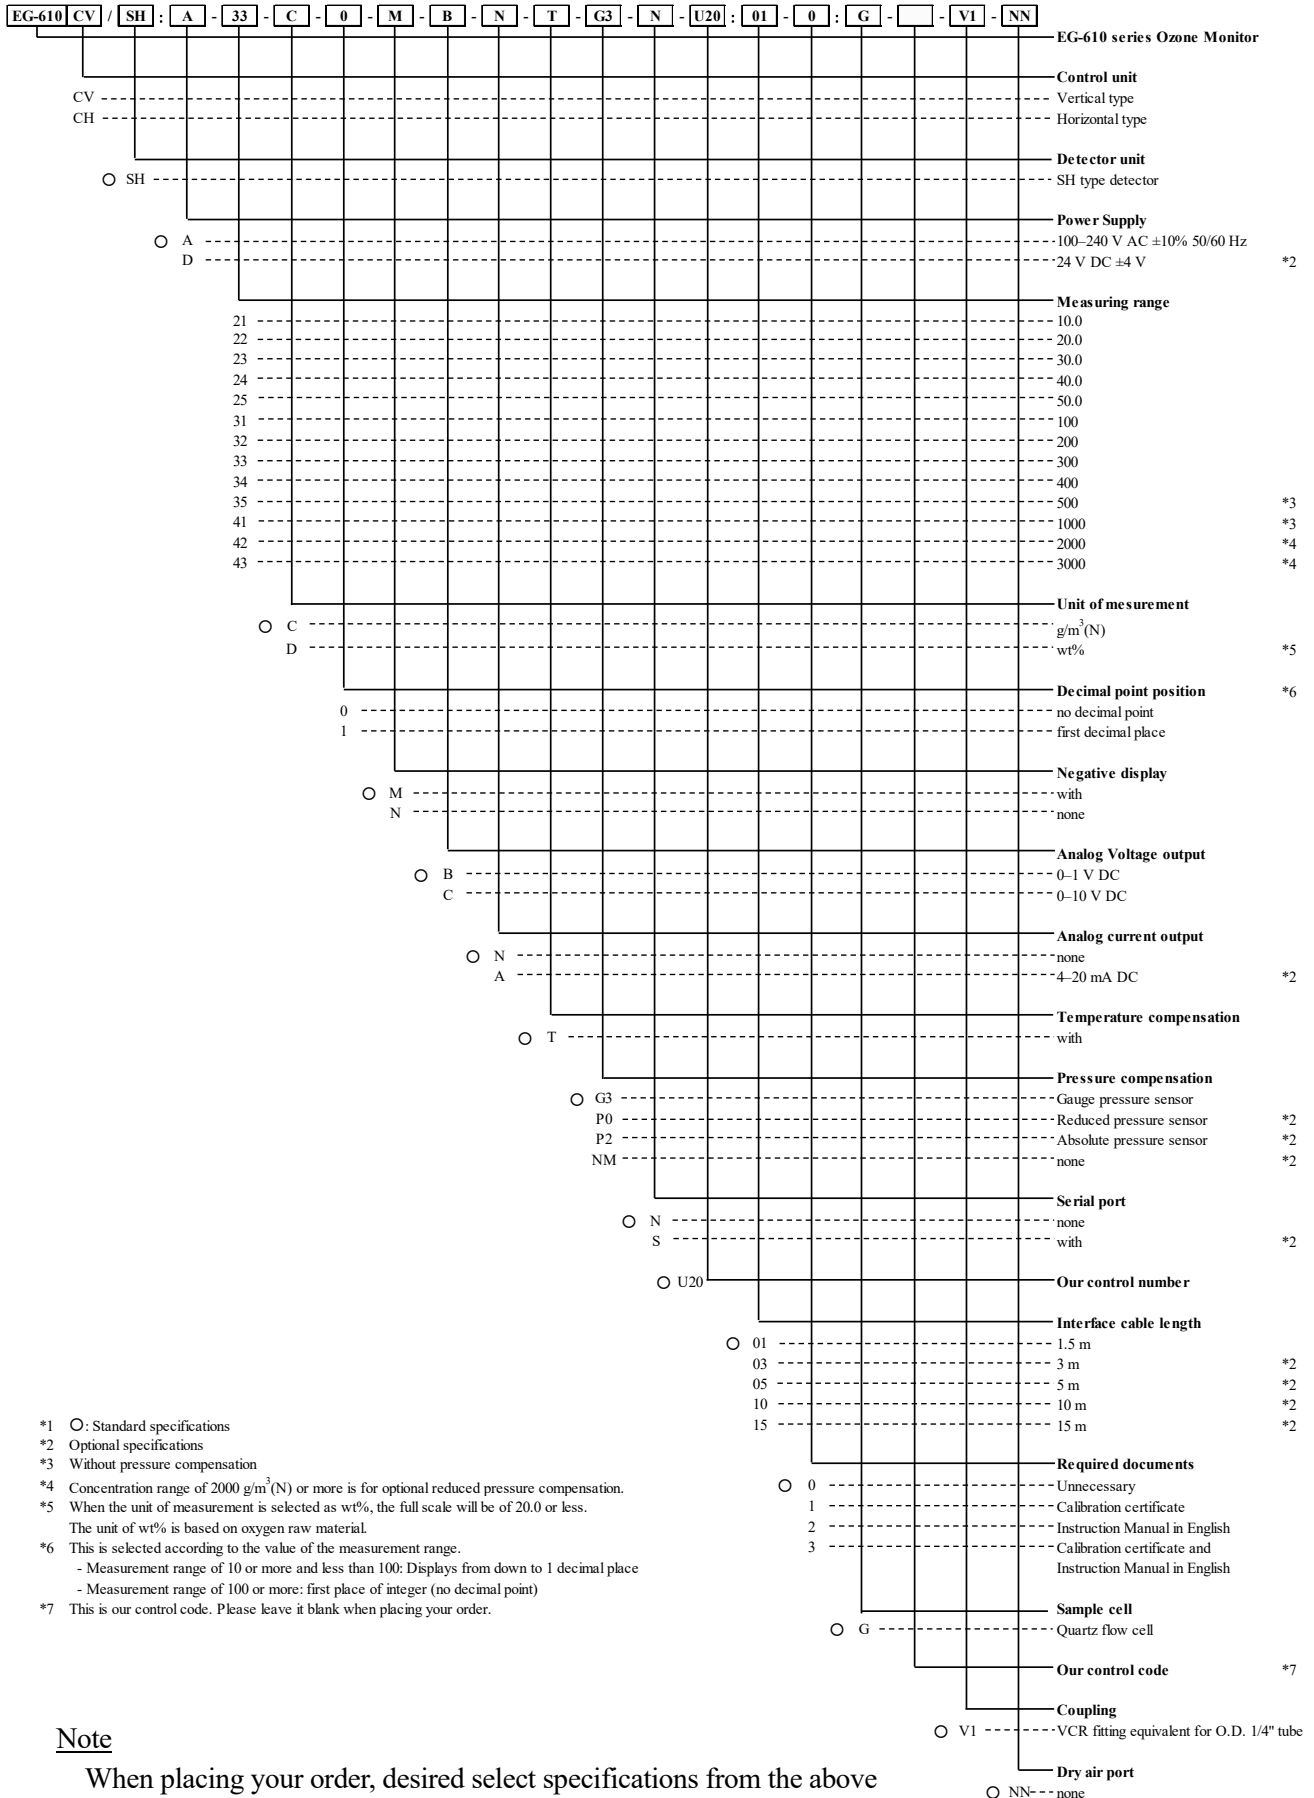 EG-610 CV / SH : A - 33 - C - 0 - M - B - N - T - G3 - N - U20 : 01 - 0 : G - - V1 - NN
EG-610 series Ozone Monitor
Control unit
CV Vertical type
CH Horizontal type
Detector unit
○ SH SH type detector
Power Supply
○ A 100–240 V AC ±10% 50/60 Hz
D 24 V DC ±4 V *2
Measuring range
21 10.0
22 20.0
23 30.0
24 40.0
25 50.0
31 100
32 200
33 300
34 400
35 500 *3
41 1000 *3
42 2000 *4
43 3000 *4
Unit of mesurement
○ C g/m³(N)
D wt% *5
Decimal point position *6
0 no decimal point
1 first decimal place
Negative display
○ M with
N none
Analog Voltage output
○ B 0–1 V DC
C 0–10 V DC
Analog current output
○ N none
A 4–20 mA DC *2
Temperature compensation
○ T with
Pressure compensation
○ G3 Gauge pressure sensor
P0 Reduced pressure sensor *2
P2 Absolute pressure sensor *2
NM none *2
Serial port
○ N none
S with *2
○ U20 Our control number
Interface cable length
○ 01 1.5 m
03 3 m *2
05 5 m *2
10 10 m *2
15 15 m *2
Required documents
○ 0 Unnecessary
1 Calibration certificate
2 Instruction Manual in English
3 Calibration certificate and
Instruction Manual in English
Sample cell
○ G Quartz flow cell
Our control code *7
Coupling
○ V1 VCR fitting equivalent for O.D. 1/4" tube
Dry air port
○ NN none
*1 ○: Standard specifications
*2 Optional specifications
*3 Without pressure compensation
*4 Concentration range of 2000 g/m³(N) or more is for optional reduced pressure compensation.
*5 When the unit of measurement is selected as wt%, the full scale will be of 20.0 or less.
The unit of wt% is based on oxygen raw material.
*6 This is selected according to the value of the measurement range.
- Measurement range of 10 or more and less than 100: Displays from down to 1 decimal place
- Measurement range of 100 or more: first place of integer (no decimal point)
*7 This is our control code. Please leave it blank when placing your order.
Note
When placing your order, desired select specifications from the above